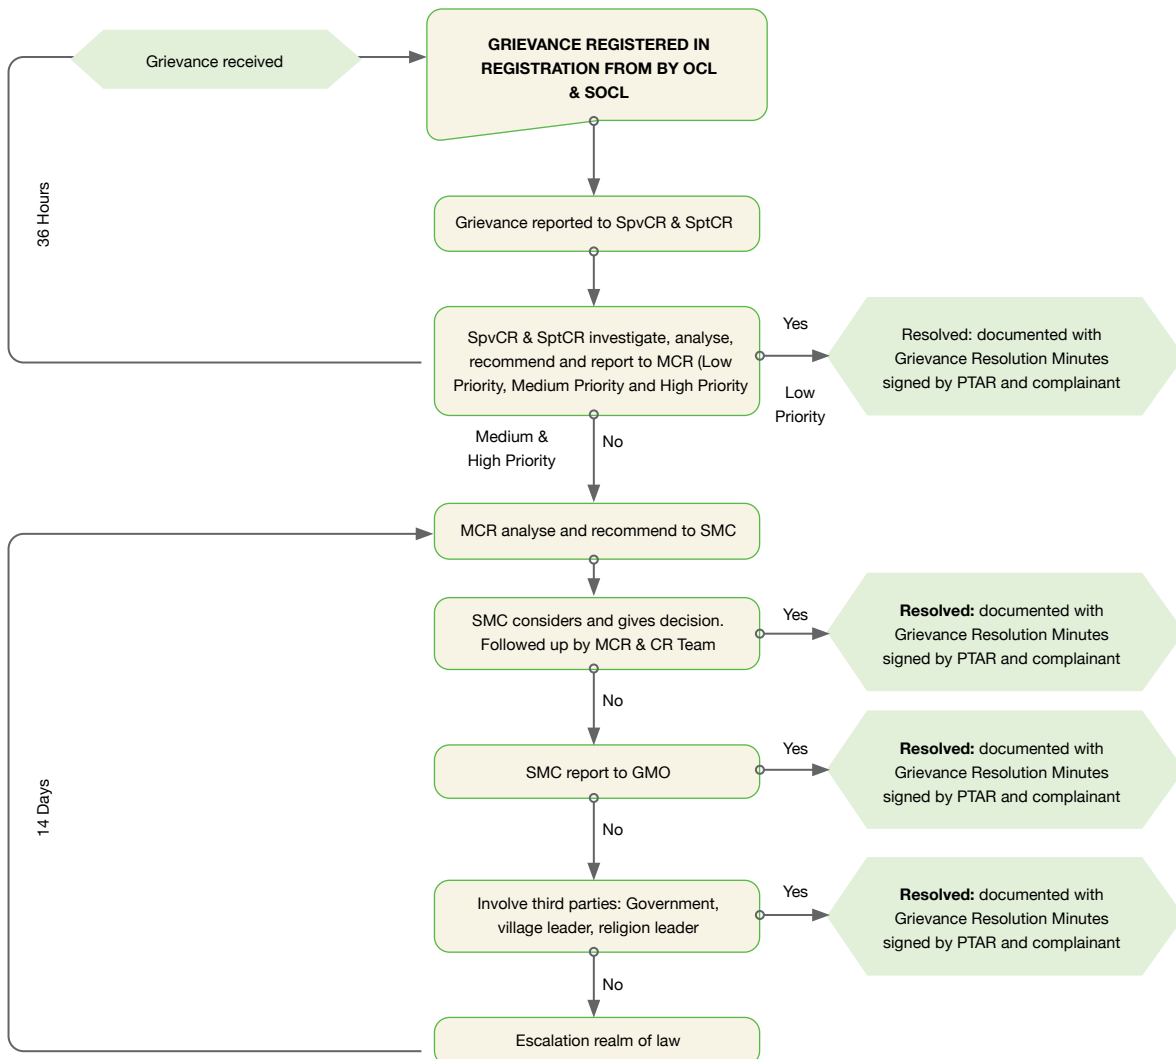 Grievance received
GRIEVANCE REGISTERED IN
REGISTRATION FROM BY OCL
& SOCL
36 Hours
Grievance reported to SpvCR & SptCR
SpvCR & SptCR investigate, analyse,
recommend and report to MCR (Low
Priority, Medium Priority and High Priority
Yes
Low
Priority
Resolved: documented with
Grievance Resolution Minutes
signed by PTAR and complainant
Medium &
High Priority
No
MCR analyse and recommend to SMC
SMC considers and gives decision.
Followed up by MCR & CR Team
Yes
Resolved: documented with
Grievance Resolution Minutes
signed by PTAR and complainant
No
SMC report to GMO
Yes
Resolved: documented with
Grievance Resolution Minutes
signed by PTAR and complainant
14 Days
No
Involve third parties: Government,
village leader, religion leader
Yes
Resolved: documented with
Grievance Resolution Minutes
signed by PTAR and complainant
No
Escalation realm of law